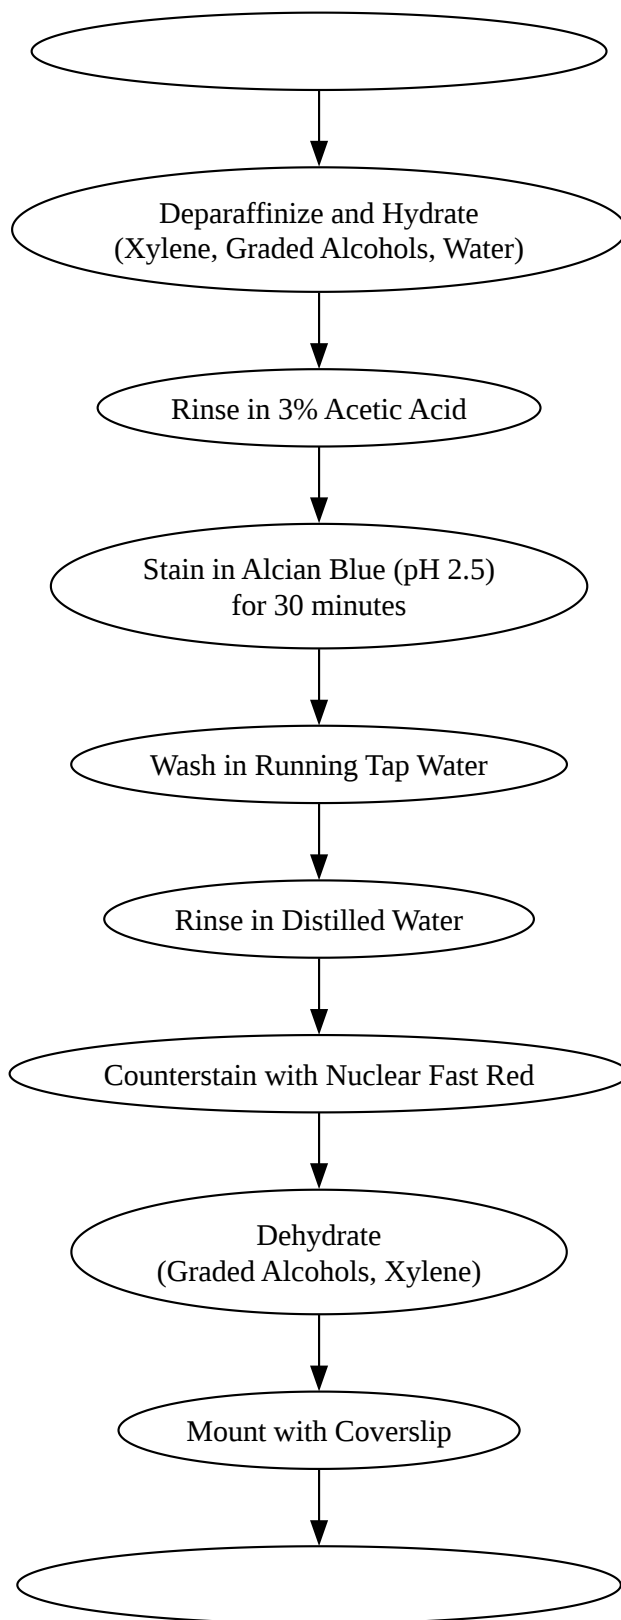 Deparaffinize and Hydrate
(Xylene, Graded Alcohols, Water)
Rinse in 3% Acetic Acid
Stain in Alcian Blue (pH 2.5)
for 30 minutes
Wash in Running Tap Water
Rinse in Distilled Water
Counterstain with Nuclear Fast Red
Dehydrate
(Graded Alcohols, Xylene)
Mount with Coverslip